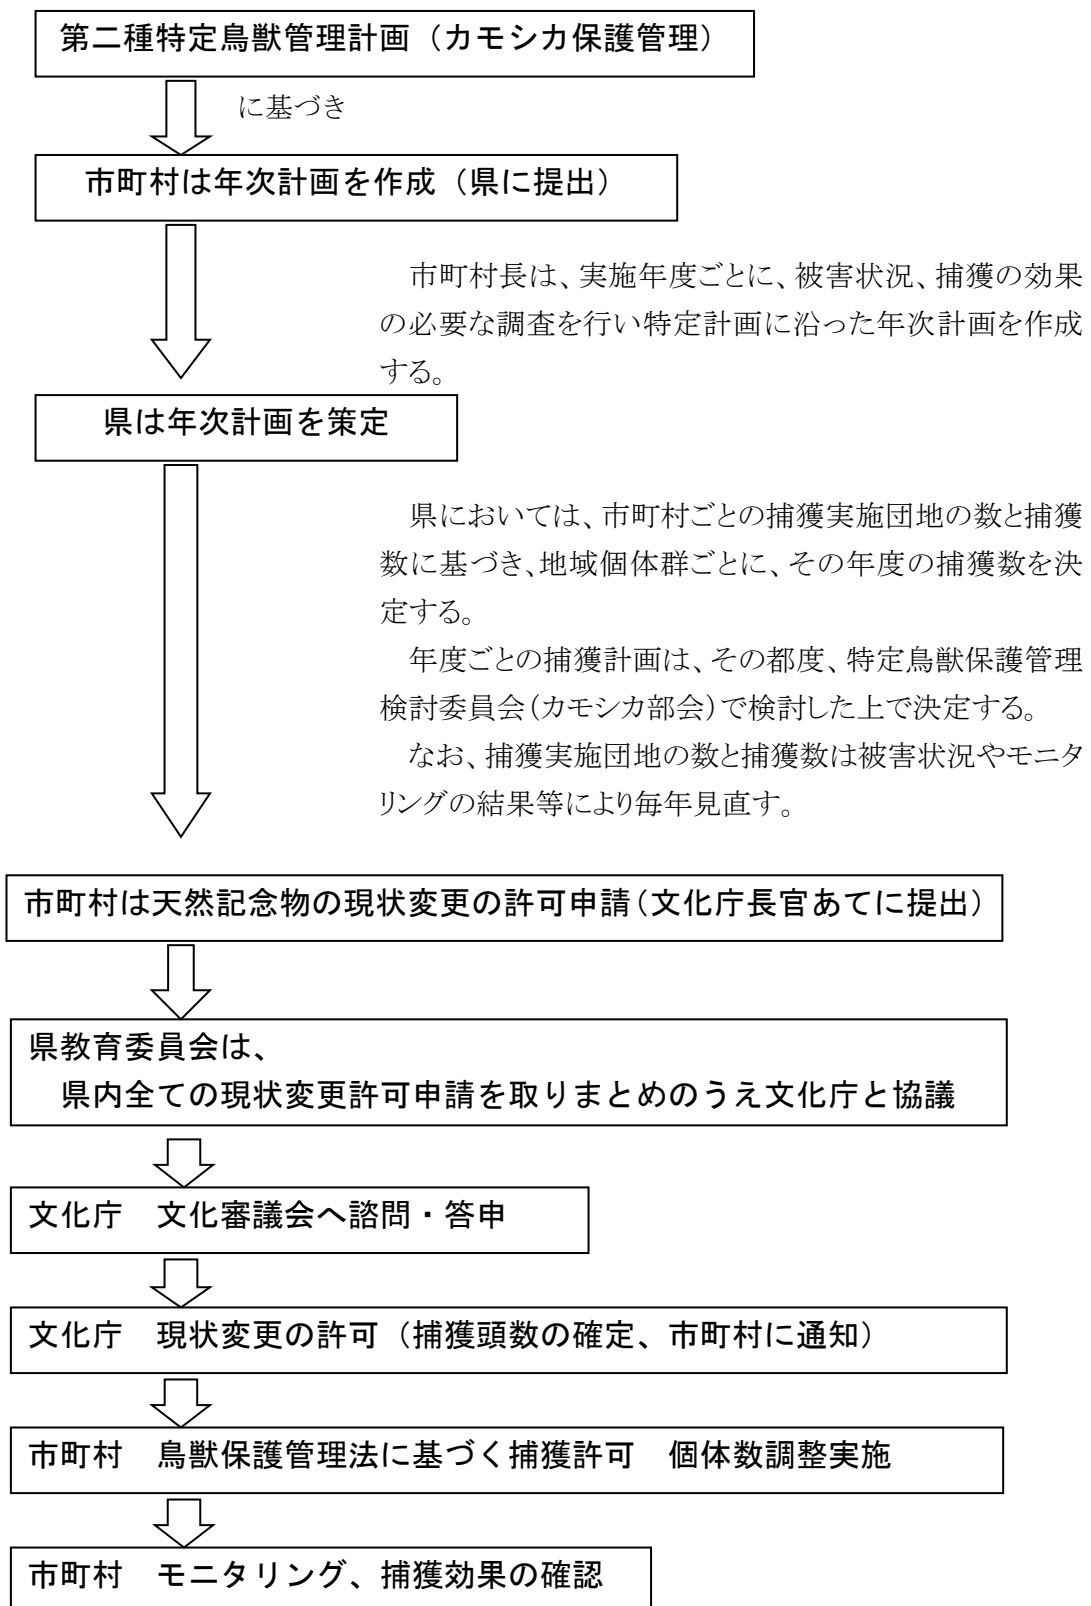 第二種特定鳥獣管理計画（カモシカ保護管理）
に基づき
市町村は年次計画を作成（県に提出）
市町村長は、実施年度ごとに、被害状況、捕獲の効果
の必要な調査を行い特定計画に沿った年次計画を作成
する。
県は年次計画を策定
県においては、市町村ごとの捕獲実施団地の数と捕獲
数に基づき、地域個体群ごとに、その年度の捕獲数を決
定する。
年度ごとの捕獲計画は、その都度、特定鳥獣保護管理
検討委員会（カモシカ部会）で検討した上で決定する。
なお、捕獲実施団地の数と捕獲数は被害状況やモニタ
リングの結果等により毎年見直す。
市町村は天然記念物の現状変更の許可申請（文化庁長官あてに提出）
県教育委員会は、
県内全ての現状変更許可申請を取りまとめのうえ文化庁と協議
文化庁　文化審議会へ諮問・答申
文化庁　現状変更の許可（捕獲頭数の確定、市町村に通知）
市町村　鳥獣保護管理法に基づく捕獲許可　個体数調整実施
市町村　モニタリング、捕獲効果の確認